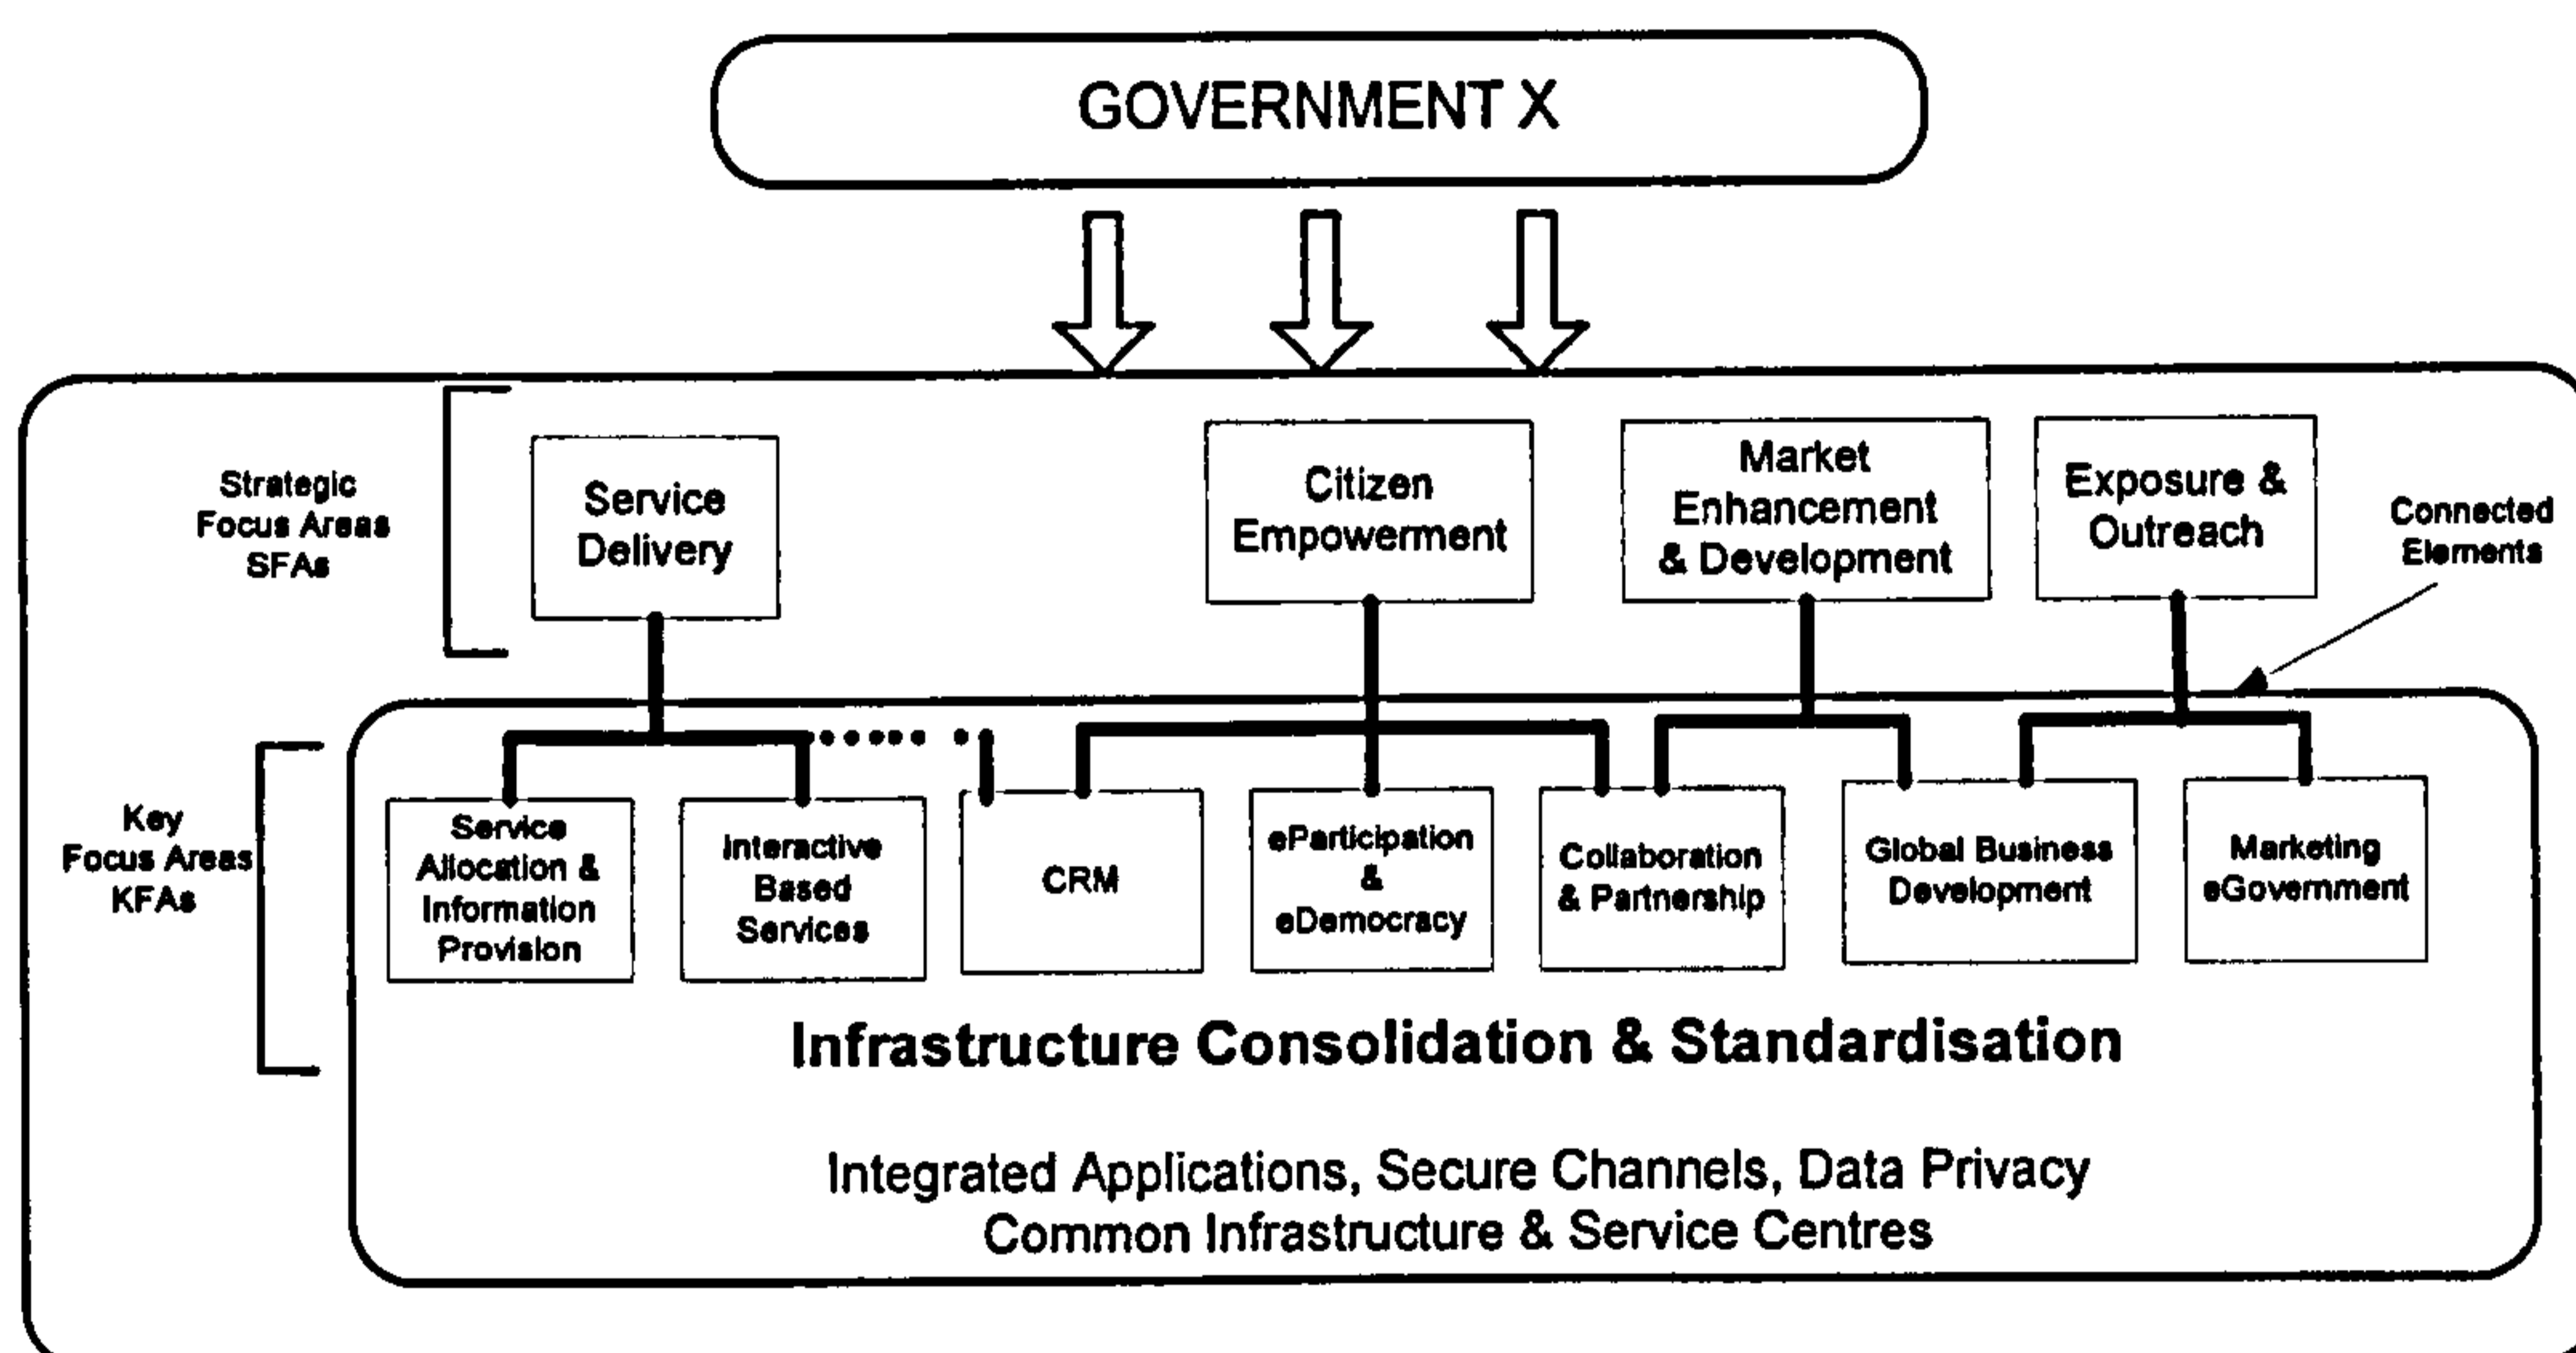 GOVERNMENT X
Strategic
Focus Areas
SFAs
Service
Delivery
Citizen
Empowerment
Market
Enhancement
& Development
Exposure &
Outreach
Connected
Elements
Key
Focus Areas
KFAs
Service
Allocation &
Information
Provision
Interactive
Based
Services
CRM
eParticipation
&
eDemocracy
Collaboration
& Partnership
Global Business
Development
Marketing
eGovernment
Infrastructure Consolidation & Standardisation
Integrated Applications, Secure Channels, Data Privacy
Common Infrastructure & Service Centres